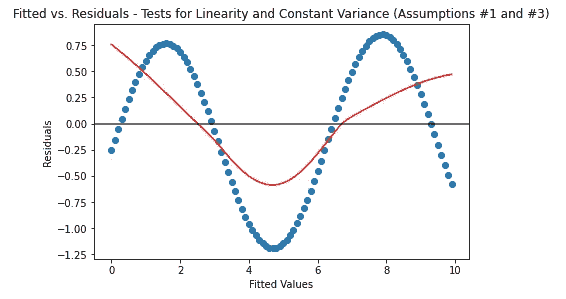 Fitted vs. Residuals - Tests for Linearity and Constant Variance (Assumptions #1 and #3)
0.75
0.50
0.25
0.00
−0.25
−0.50
−0.75
−1.00
−1.25
Residuals
0 2 4 6 8 10
Fitted Values